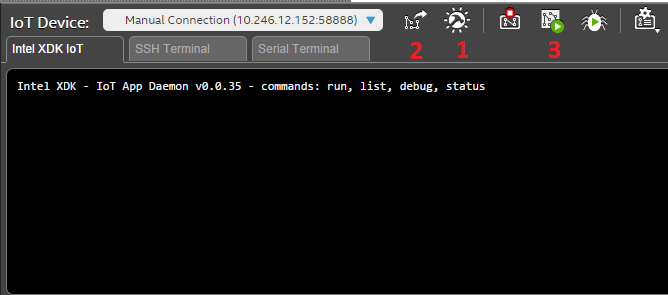 IoT Device: Manual Connection (10.246.12.152:58888)
2 1 3
Intel XDK IoT SSH Terminal Serial Terminal
Intel XDK - IoT App Daemon v0.0.35 - commands: run, list, debug, status